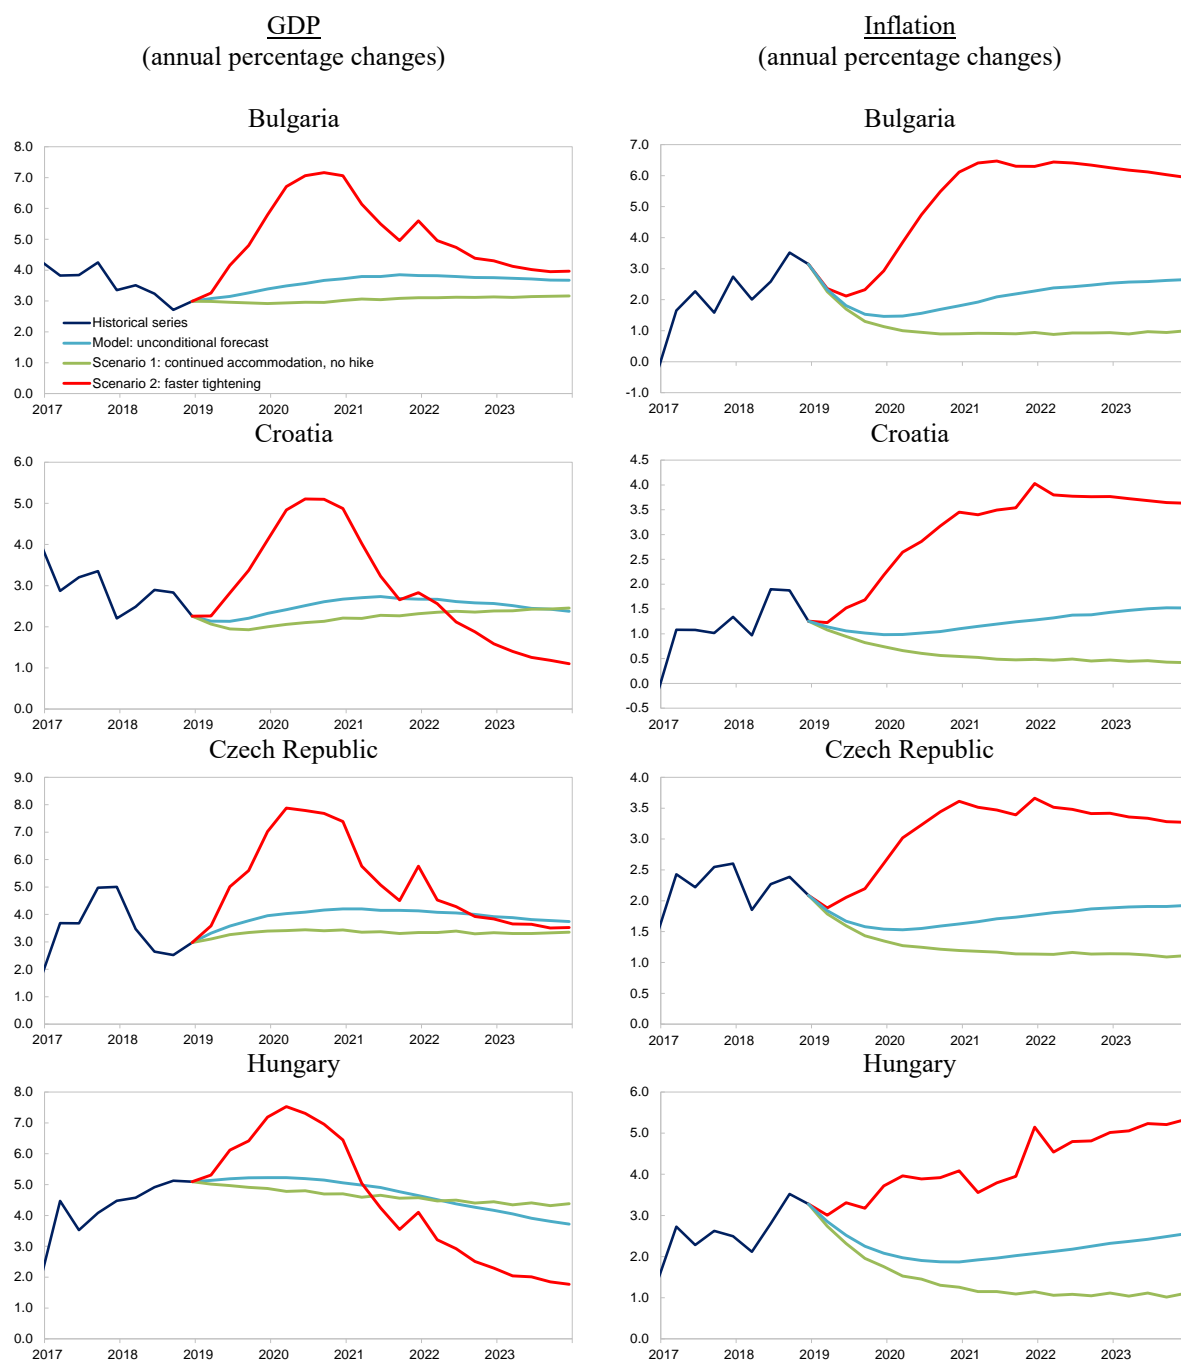 GDP
(annual percentage changes)
Inflation
(annual percentage changes)
Bulgaria
8.0
7.0
6.0
5.0
4.0
3.0
2.0
1.0
0.0
Historical series
Model: unconditional forecast
Scenario 1: continued accommodation, no hike
Scenario 2: faster tightening
2017 2018 2019 2020 2021 2022 2023
Bulgaria
7.0
6.0
5.0
4.0
3.0
2.0
1.0
0.0
-1.0
2017 2018 2019 2020 2021 2022 2023
Croatia
6.0
5.0
4.0
3.0
2.0
1.0
0.0
2017 2018 2019 2020 2021 2022 2023
Croatia
4.5
4.0
3.5
3.0
2.5
2.0
1.5
1.0
0.5
0.0
-0.5
2017 2018 2019 2020 2021 2022 2023
Czech Republic
9.0
8.0
7.0
6.0
5.0
4.0
3.0
2.0
1.0
0.0
2017 2018 2019 2020 2021 2022 2023
Czech Republic
4.0
3.5
3.0
2.5
2.0
1.5
1.0
0.5
0.0
2017 2018 2019 2020 2021 2022 2023
Hungary
8.0
7.0
6.0
5.0
4.0
3.0
2.0
1.0
0.0
2017 2018 2019 2020 2021 2022 2023
Hungary
6.0
5.0
4.0
3.0
2.0
1.0
0.0
2017 2018 2019 2020 2021 2022 2023